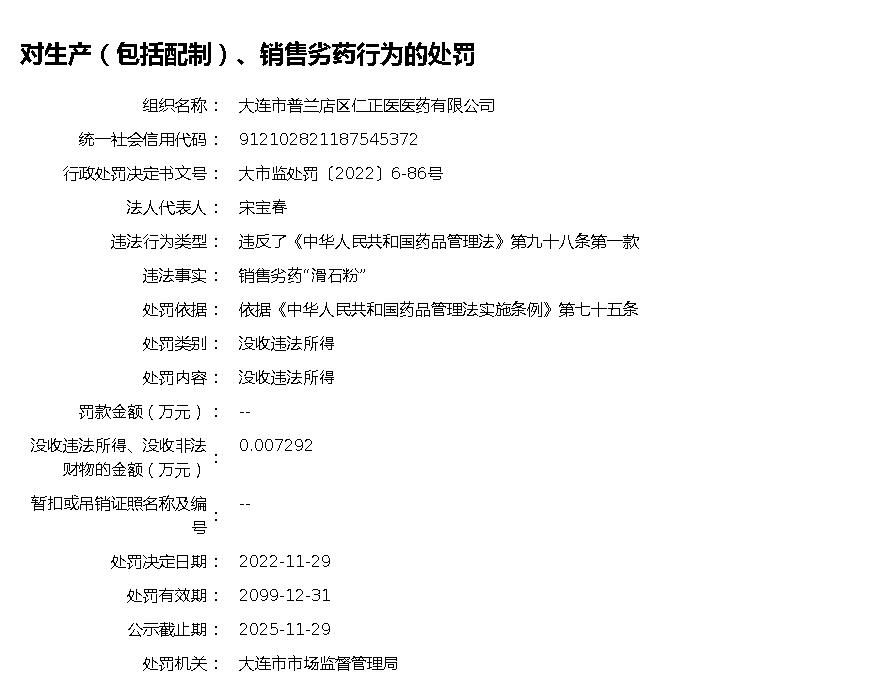 对生产（包括配制）、销售劣药行为的处罚
组织名称： 大连市普兰店区仁正医医药有限公司
统一社会信用代码： 912102821187545372
行政处罚决定书文号： 大市监处罚〔2022〕6-86号
法人代表人： 宋宝春
违法行为类型： 违反了《中华人民共和国药品管理法》第九十八条第一款
违法事实： 销售劣药“滑石粉”
处罚依据： 依据《中华人民共和国药品管理法实施条例》第七十五条
处罚类别： 没收违法所得
处罚内容： 没收违法所得
罚款金额（万元）： --
没收违法所得、没收非法
财物的金额（万元）： 0.007292
暂扣或吊销证照名称及编
号： --
处罚决定日期： 2022-11-29
处罚有效期： 2099-12-31
公示截止期： 2025-11-29
处罚机关： 大连市市场监督管理局